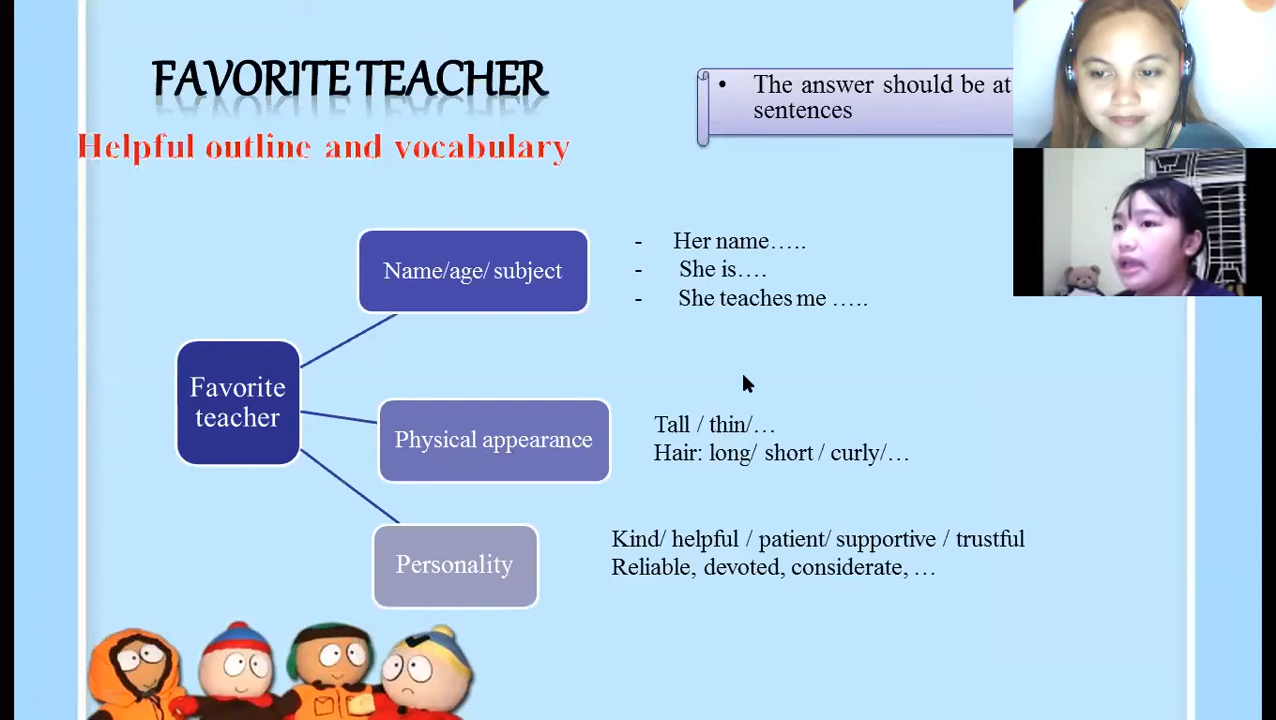 FAVORITE TEACHER
Helpful outline and vocabulary
• The answer should be at
sentences
Name/age/ subject
- Her name…..
- She is….
- She teaches me …..
Favorite
teacher
Physical appearance
Tall / thin/…
Hair: long/ short / curly/…
Personality
Kind/ helpful / patient/ supportive / trustful
Reliable, devoted, considerate, …